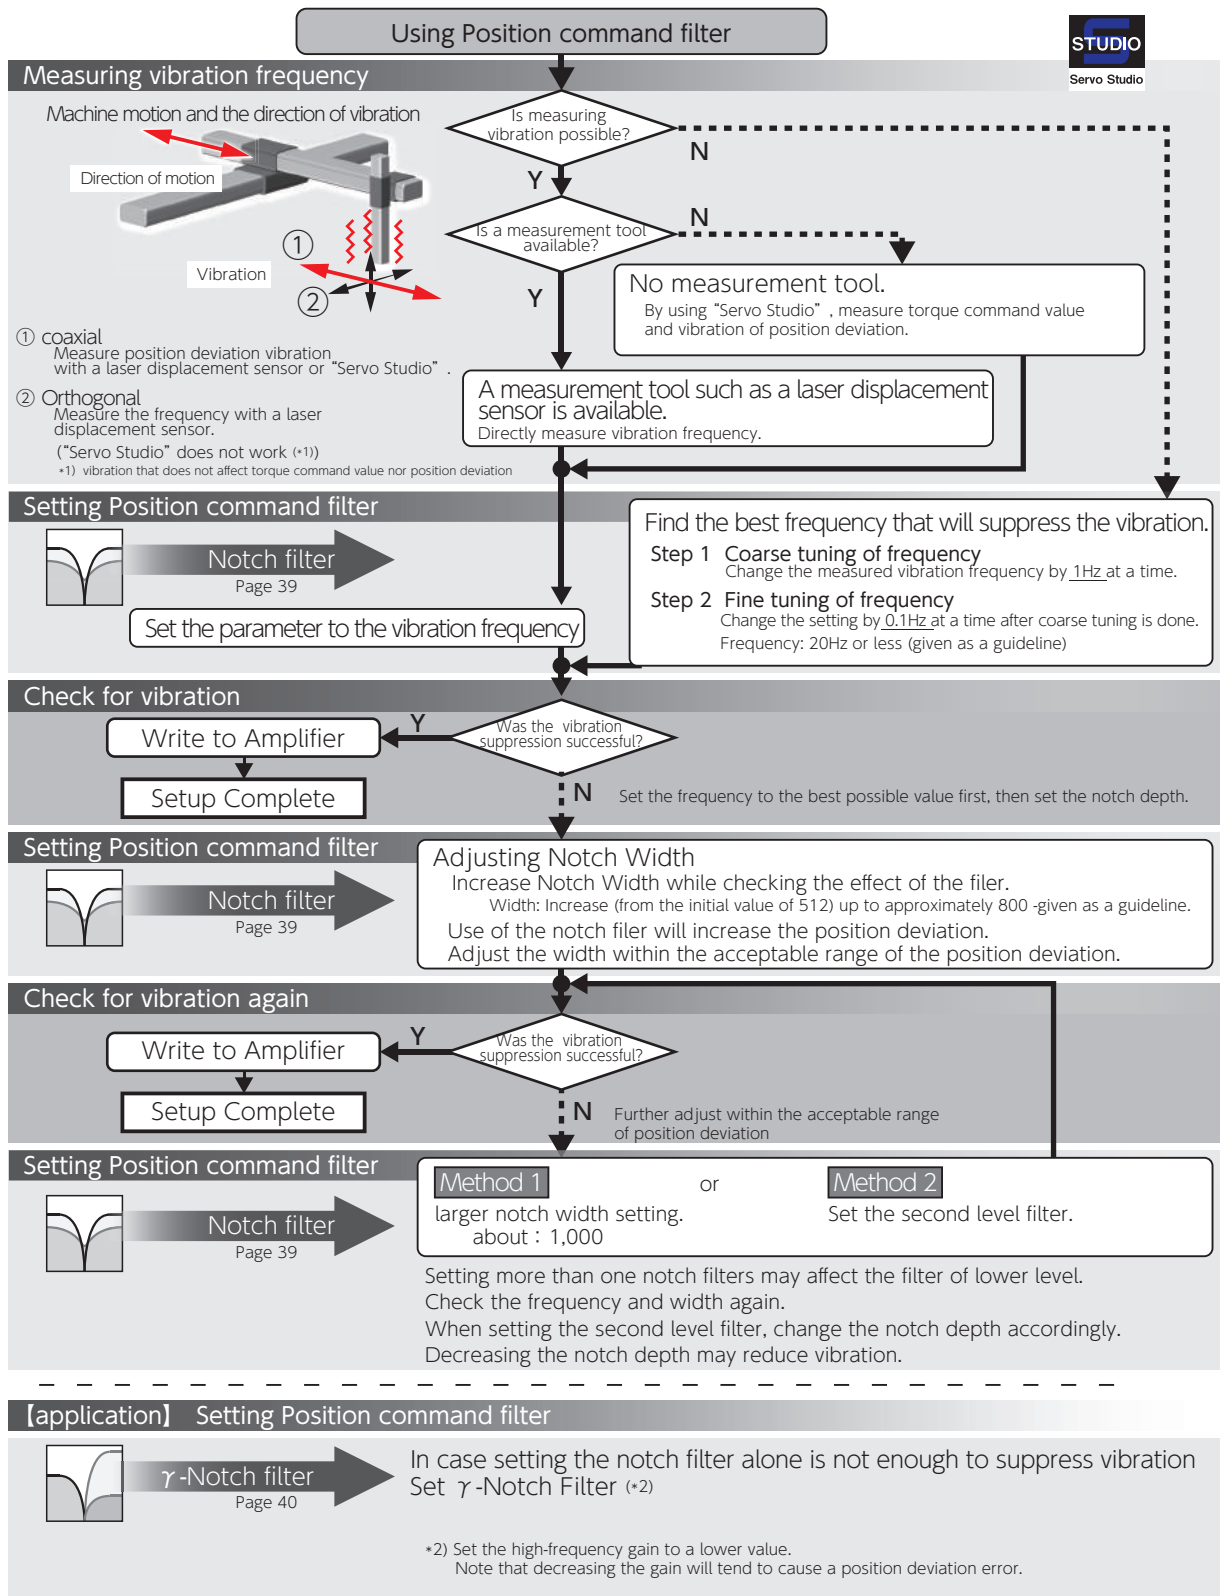 Using Position command filter
STUDIO
Servo Studio
Measuring vibration frequency
Machine motion and the direction of vibration
Direction of motion
Vibration
①
②
① coaxial
Measure position deviation vibration
with a laser displacement sensor or “Servo Studio” .
② Orthogonal
Measure the frequency with a laser
displacement sensor.
(“Servo Studio” does not work (*1))
*1) vibration that does not affect torque command value nor position deviation
Is measuring
vibration possible?
N
Y
Is a measurement tool
available?
N
Y
No measurement tool.
By using “Servo Studio” , measure torque command value
and vibration of position deviation.
A measurement tool such as a laser displacement
sensor is available.
Directly measure vibration frequency.
Setting Position command filter
Notch filter
Page 39
Set the parameter to the vibration frequency
Find the best frequency that will suppress the vibration.
Step 1 Coarse tuning of frequency
Change the measured vibration frequency by 1Hz at a time.
Step 2 Fine tuning of frequency
Change the setting by 0.1Hz at a time after coarse tuning is done.
Frequency: 20Hz or less (given as a guideline)
Check for vibration
Was the vibration
suppression successful?
Y
Write to Amplifier
Setup Complete
N
Set the frequency to the best possible value first, then set the notch depth.
Setting Position command filter
Notch filter
Page 39
Adjusting Notch Width
Increase Notch Width while checking the effect of the filer.
Width: Increase (from the initial value of 512) up to approximately 800 -given as a guideline.
Use of the notch filer will increase the position deviation.
Adjust the width within the acceptable range of the position deviation.
Check for vibration again
Was the vibration
suppression successful?
Y
Write to Amplifier
Setup Complete
N
Further adjust within the acceptable range
of position deviation
Setting Position command filter
Notch filter
Page 39
Method 1 or Method 2
larger notch width setting.
about : 1,000
Set the second level filter.
Setting more than one notch filters may affect the filter of lower level.
Check the frequency and width again.
When setting the second level filter, change the notch depth accordingly.
Decreasing the notch depth may reduce vibration.
【application】 Setting Position command filter
γ-Notch filter
Page 40
In case setting the notch filter alone is not enough to suppress vibration
Set γ-Notch Filter (*2)
*2) Set the high-frequency gain to a lower value.
Note that decreasing the gain will tend to cause a position deviation error.